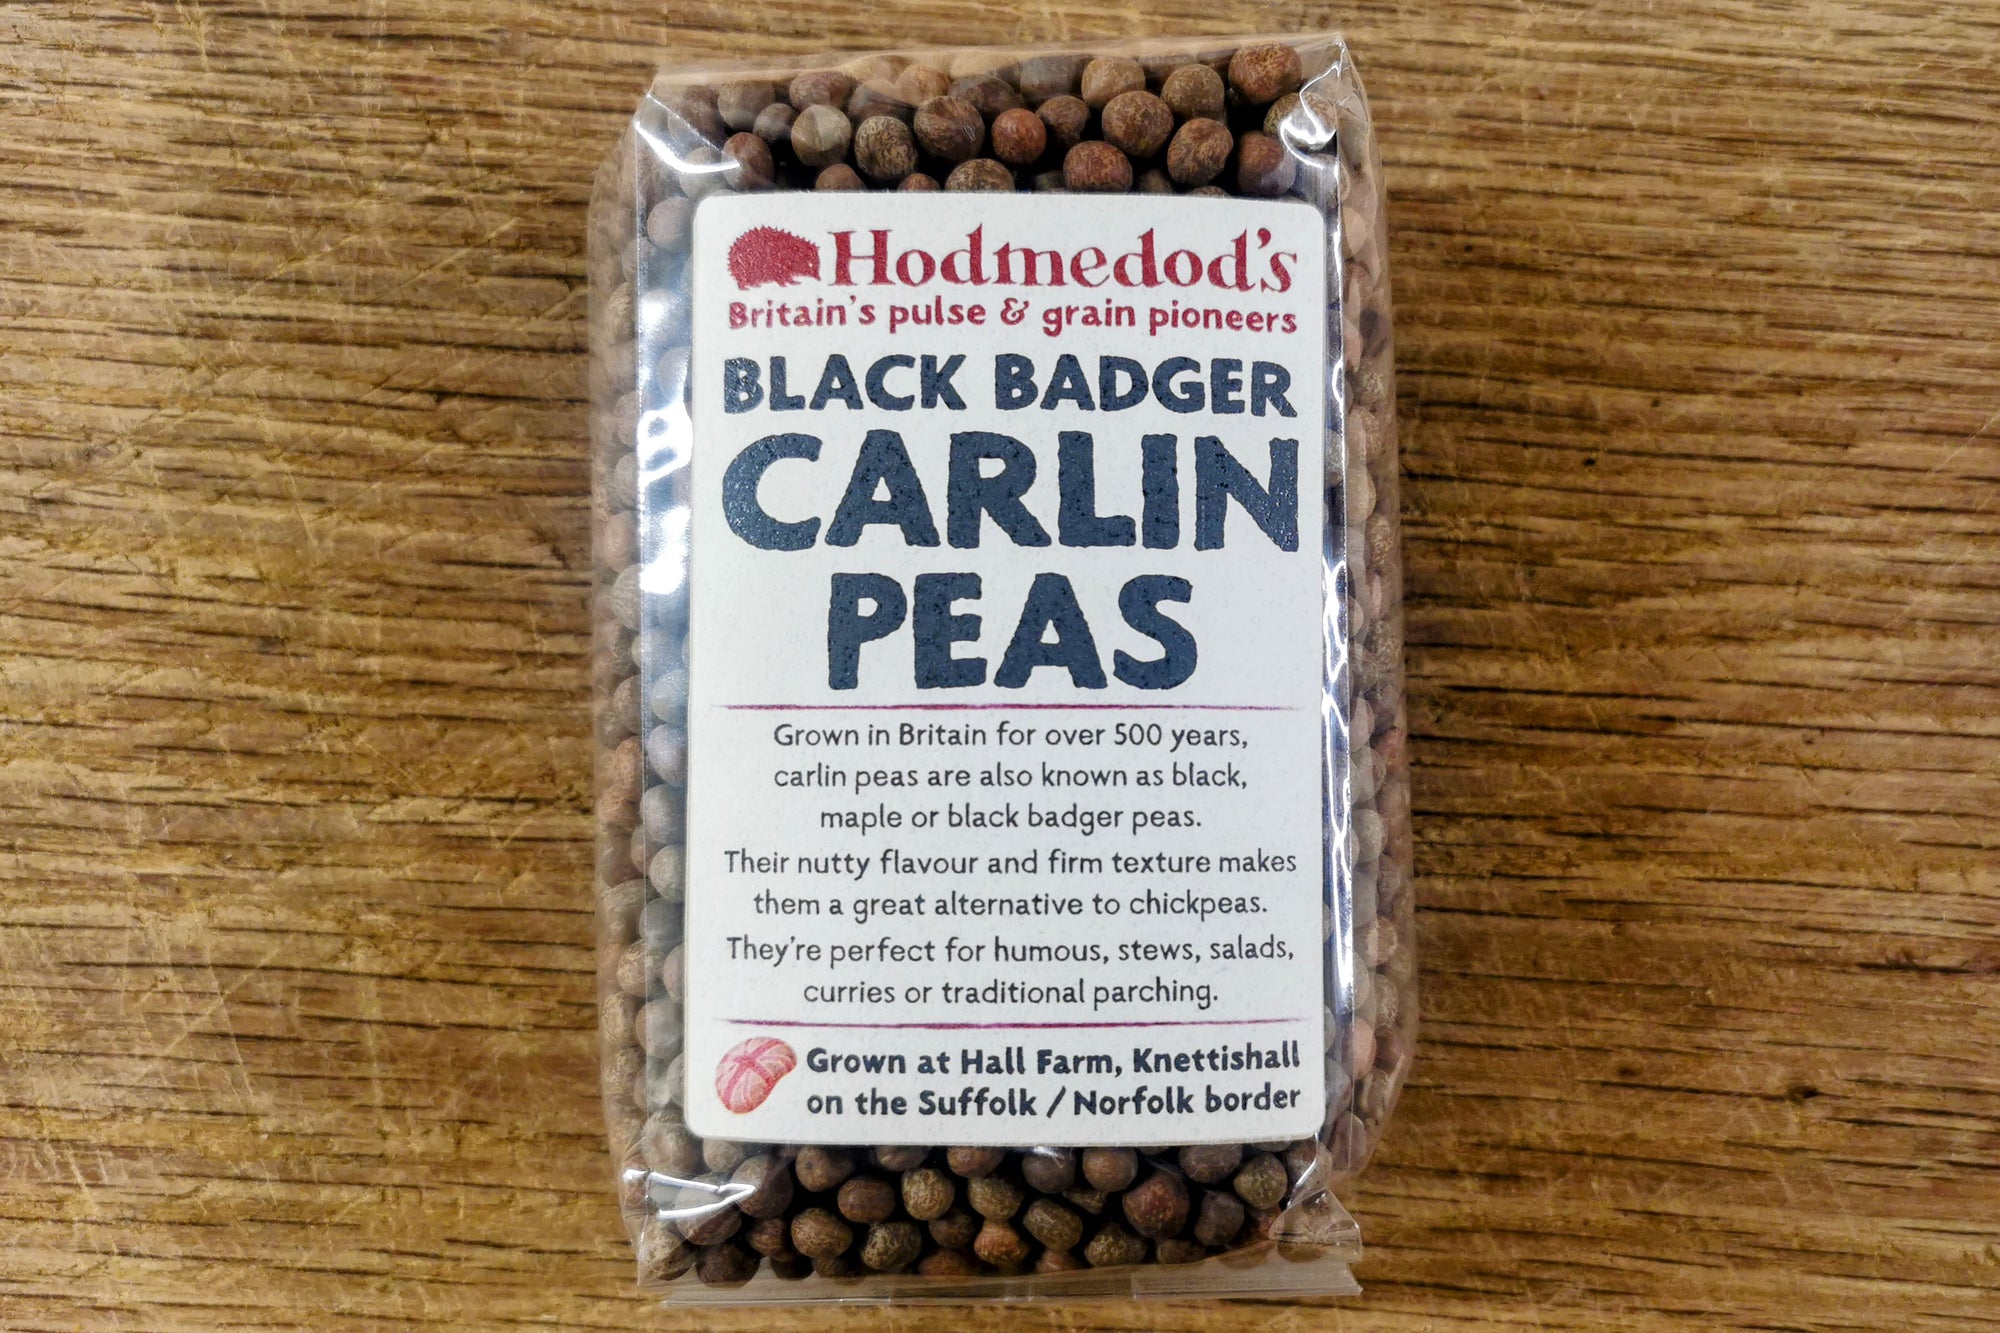 Hodmedod's
Britain's pulse & grain pioneers
BLACK BADGER
CARLIN
PEAS
Grown in Britain for over 500 years,
carlin peas are also known as black,
maple or black badger peas.
Their nutty flavour and firm texture makes
them a great alternative to chickpeas.
They're perfect for humous, stews, salads,
curries or traditional parching.
Grown at Hall Farm, Knettishall
on the Suffolk / Norfolk border